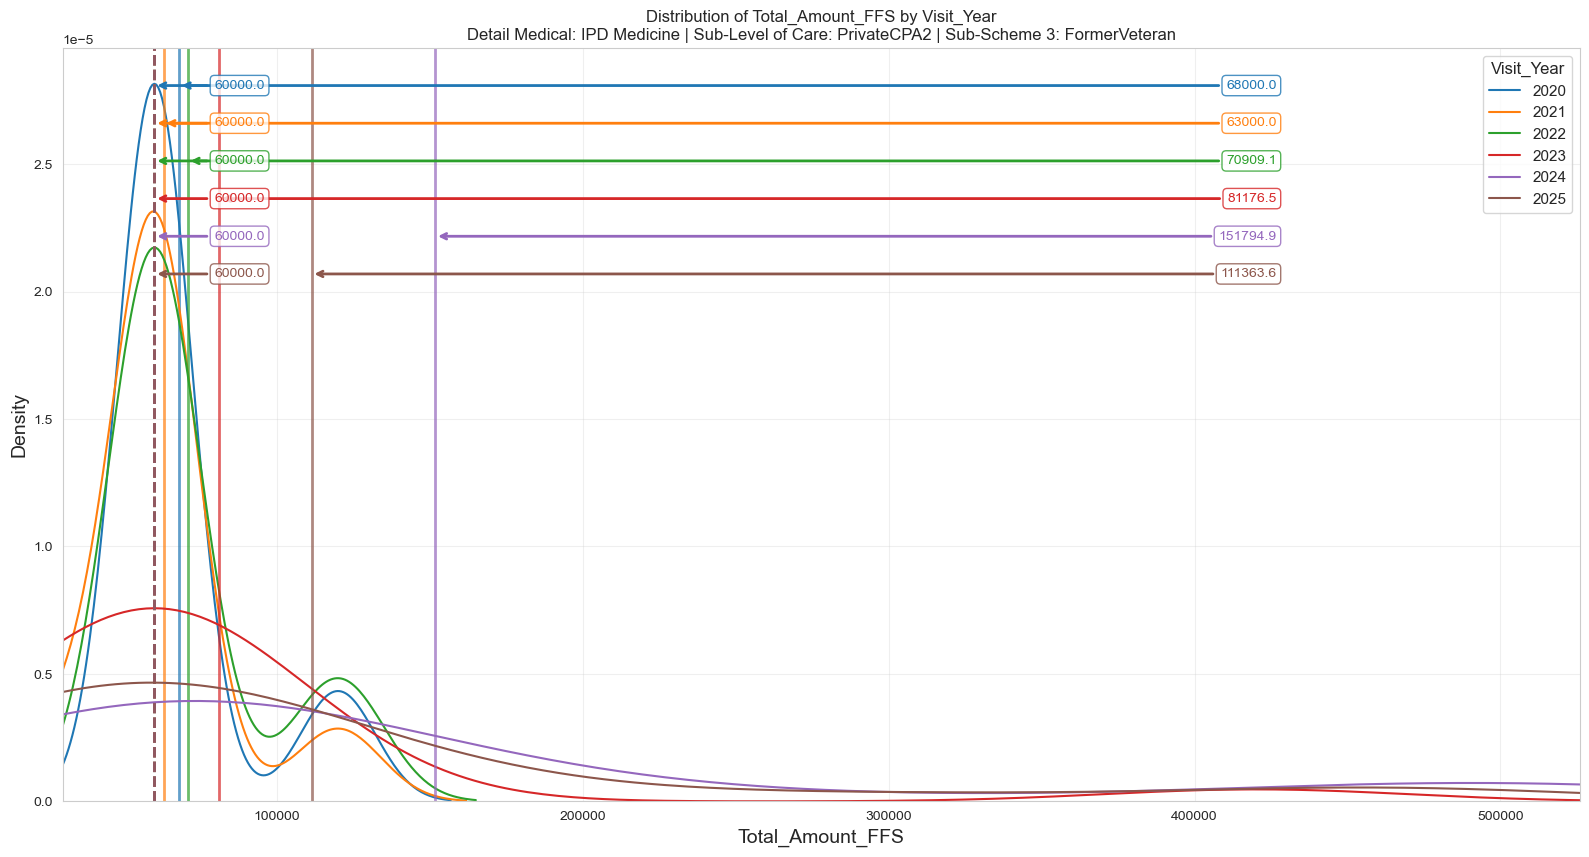 Distribution of Total_Amount_FFS by Visit_Year
Detail Medical: IPD Medicine | Sub-Level of Care: PrivateCPA2 | Sub-Scheme 3: FormerVeteran
1e−5
Visit_Year
2020
2021
2022
2023
2024
2025
60000.0 68000.0
60000.0 63000.0
60000.0 70909.1
60000.0 81176.5
60000.0 151794.9
60000.0 111363.6
2.5
2.0
1.5
1.0
0.5
0.0
Density
100000 200000 300000 400000 500000
Total_Amount_FFS